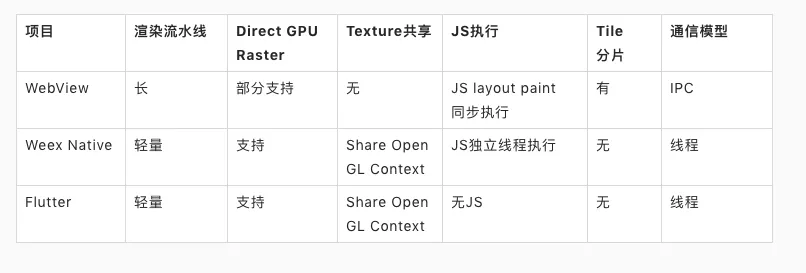 项目 渲染流水线 Direct GPU Raster Texture共享 JS执行 Tile 分片 通信模型
WebView 长 部分支持 无 JS layout paint 同步执行 有 IPC
Weex Native 轻量 支持 Share Open GL Context JS独立线程执行 无 线程
Flutter 轻量 支持 Share Open GL Context 无JS 无 线程